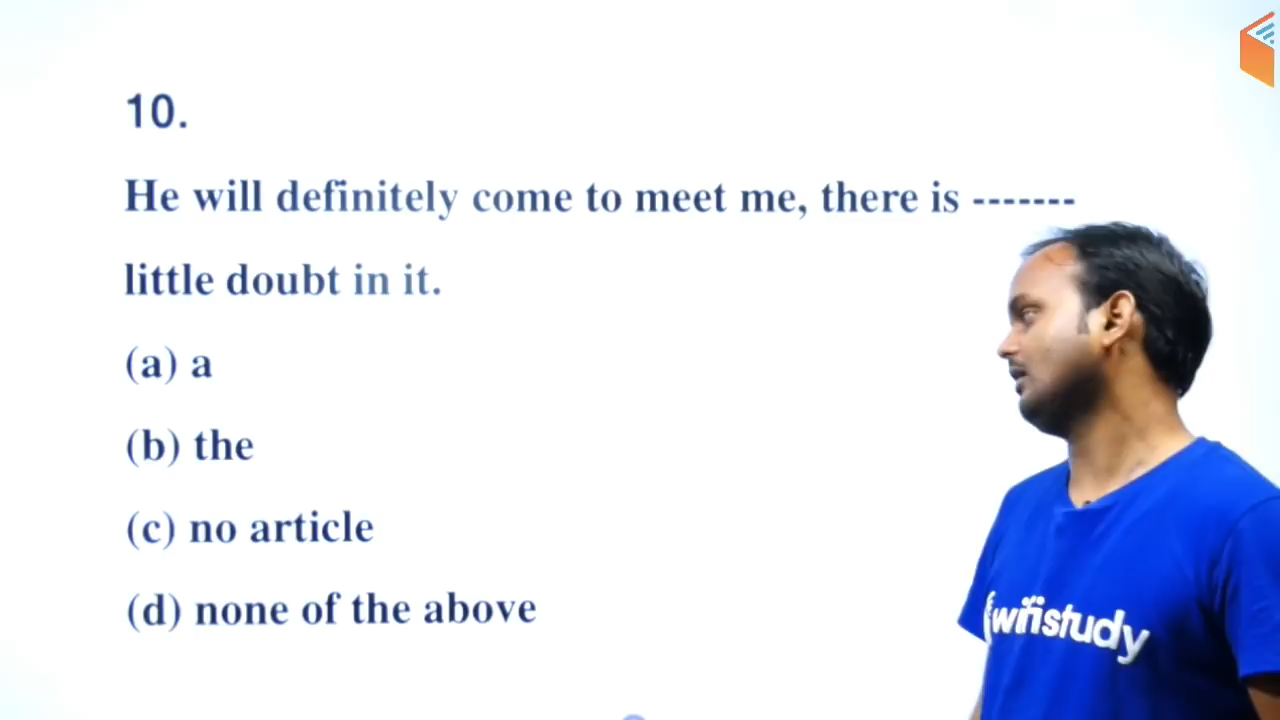 10.
He will definitely come to meet me, there is -------
little doubt in it.
(a) a
(b) the
(c) no article
(d) none of the above
wifistudy